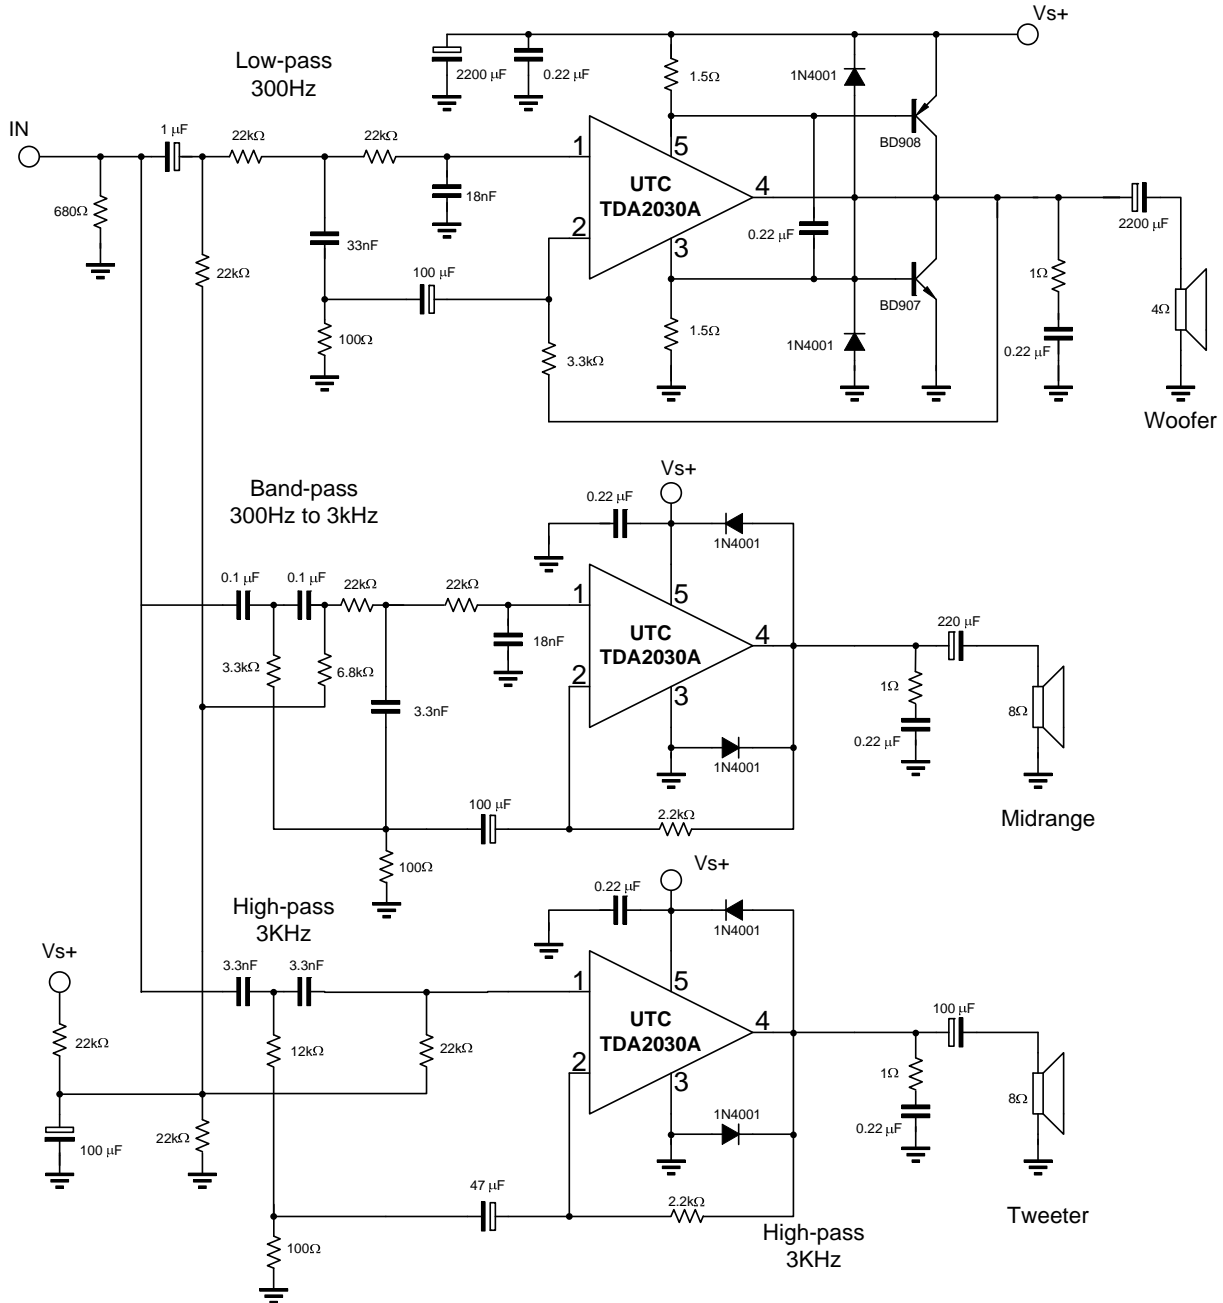 Vs+
Low-pass
300Hz
2200 µF
0.22 µF
1.5Ω
1N4001
IN
1 µF
22kΩ
22kΩ
1
5
BD908
UTC
TDA2030A
4
18nF
680Ω
33nF
2
3
0.22 µF
2200 µF
22kΩ
100 µF
1Ω
BD907
4Ω
100Ω
1.5Ω
1N4001
0.22 µF
3.3kΩ
Woofer
Vs+
Band-pass
300Hz to 3kHz
0.22 µF
1N4001
0.1 µF
0.1 µF
22kΩ
22kΩ
1
5
UTC
TDA2030A
4
220 µF
18nF
3.3kΩ
6.8kΩ
2
3
1Ω
3.3nF
8Ω
0.22 µF
1N4001
100 µF
2.2kΩ
Midrange
100Ω
Vs+
0.22 µF
High-pass
3KHz
1N4001
Vs+
3.3nF
3.3nF
1
5
100 µF
UTC
TDA2030A
4
22kΩ
12kΩ
22kΩ
2
3
1Ω
8Ω
1N4001
0.22 µF
100 µF
22kΩ
47 µF
2.2kΩ
Tweeter
High-pass
3KHz
100Ω